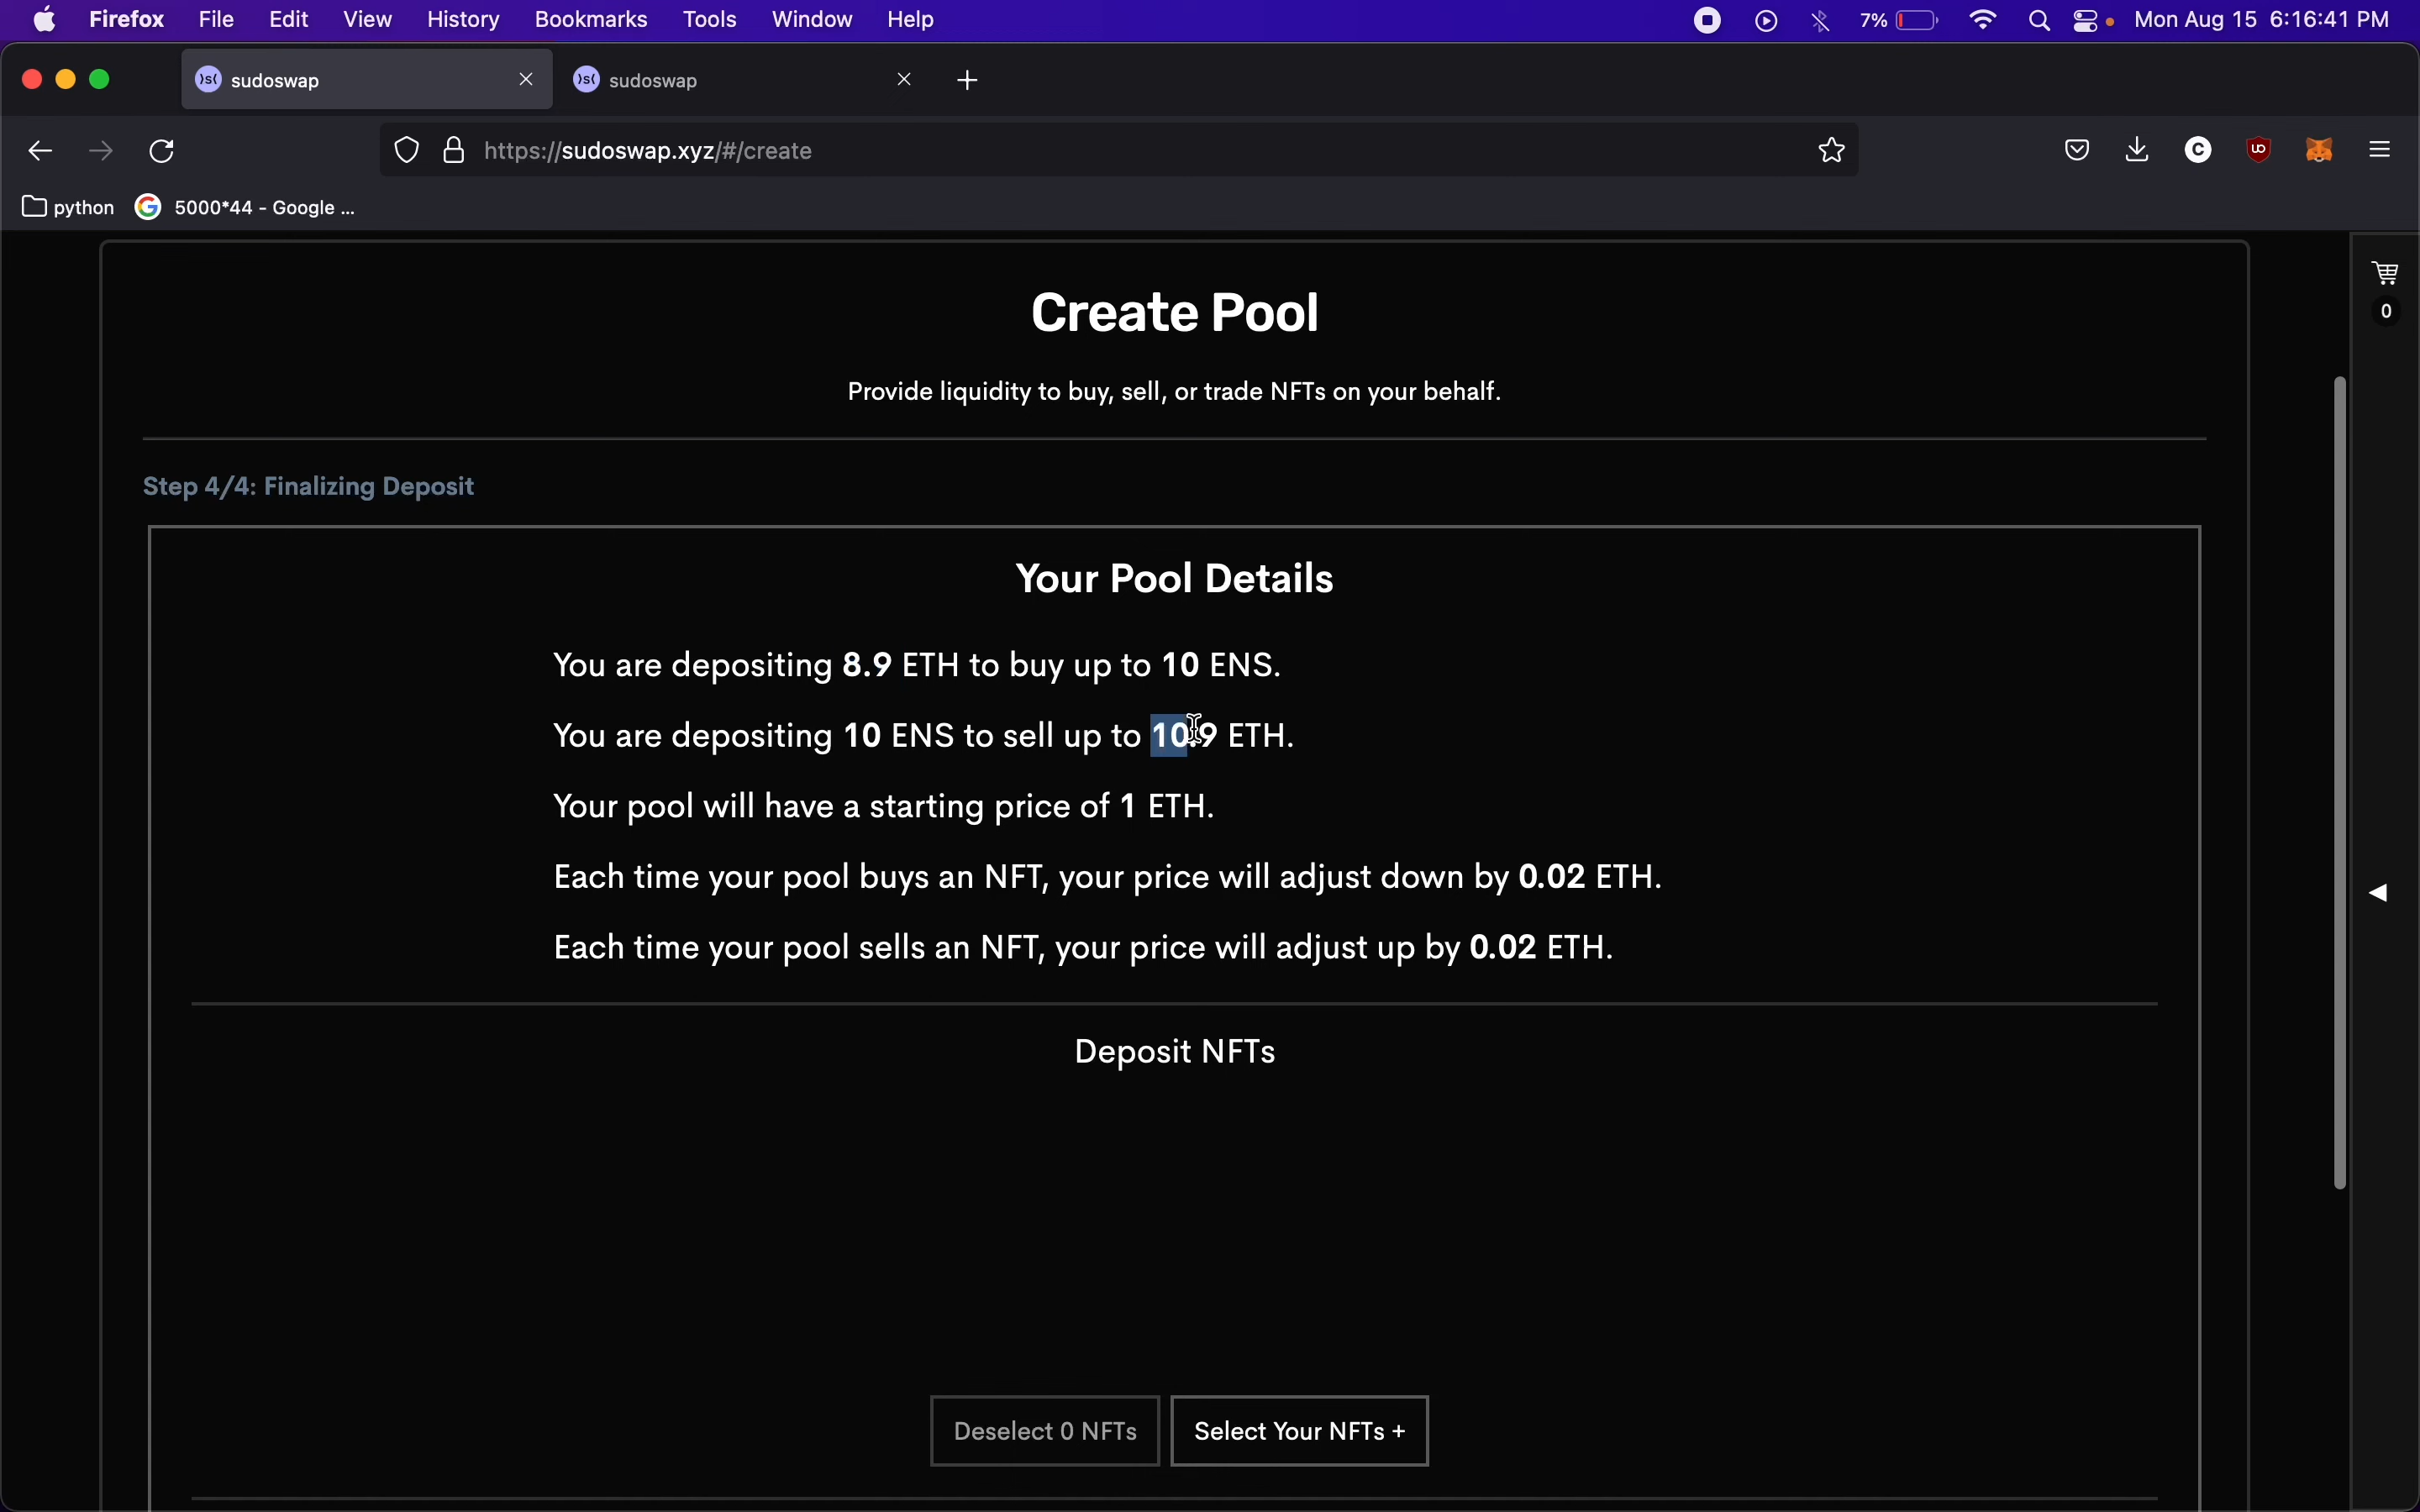 Firefox File Edit View History Bookmarks Tools Window Help 7% Mon Aug 15 6:16:41 PM
)s( sudoswap )s( sudoswap
https://sudoswap.xyz/#/create C UD
python G 5000*44 - Google ...
Create Pool
0
Provide liquidity to buy, sell, or trade NFTs on your behalf.
Step 4/4: Finalizing Deposit
Your Pool Details
You are depositing 8.9 ETH to buy up to 10 ENS.
You are depositing 10 ENS to sell up to 10.9 ETH.
Your pool will have a starting price of 1 ETH.
Each time your pool buys an NFT, your price will adjust down by 0.02 ETH.
Each time your pool sells an NFT, your price will adjust up by 0.02 ETH.
Deposit NFTs
Deselect 0 NFTs Select Your NFTs +